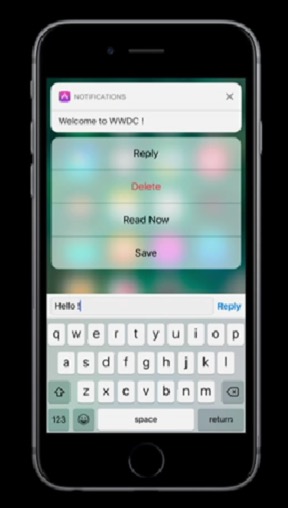 NOTIFICATIONS
Welcome to WWDC !
Reply
Delete
Read Now
Save
Hello !
Reply
q w e r t y u i o p
a s d f g h j k l
z x c v b n m
123 space return